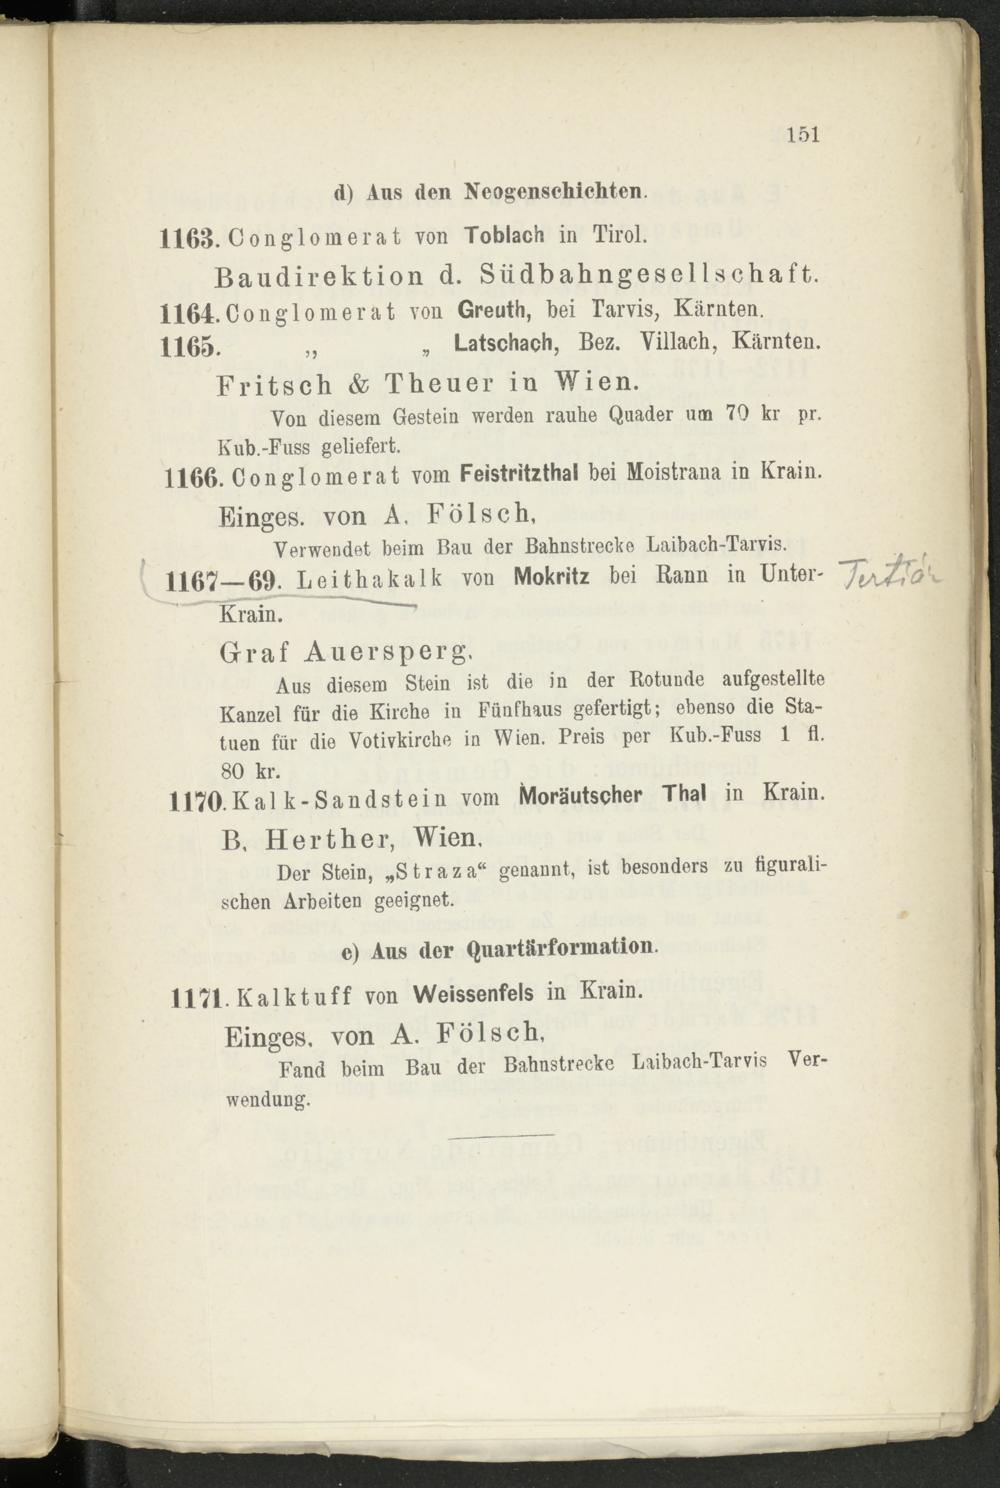 151
d) Aus den Neogenschichten.
1163. Conglomerat von Toblach in Tirol.
Baudirektion d. Südbahngesellschaft.
1164. Conglomerat von Greuth, bei Tarvis, Kärnten.
1165. „ „ Latschach, Bez. Villach, Kärnten.
Fritsch & Theuer in Wien.
Von diesem Gestein werden rauhe Quader um 70 kr pr.
Kub.-Fuss geliefert.
1166. Conglomerat vom Feistritzthal bei Moistrana in Krain.
Einges. von A. Fölsch,
Verwendet beim Bau der Bahnstrecke Laibach-Tarvis.
1167—69. Leithakalk von Mokritz bei Rann in Unter- Tertiär
Krain.
Graf Auersperg.
Aus diesem Stein ist die in der Rotunde aufgestellte
Kanzel für die Kirche in Fünfhaus gefertigt; ebenso die Sta-
tuen für die Votivkirche in Wien. Preis per Kub.-Fuss 1 fl.
80 kr.
1170. Kalk-Sandstein vom Moräutscher Thal in Krain.
B. Herther, Wien.
Der Stein, „Straza“ genannt, ist besonders zu figurali-
schen Arbeiten geeignet.
e) Aus der Quartärformation.
1171. Kalktuff von Weissenfels in Krain.
Einges. von A. Fölsch,
Fand beim Bau der Bahnstrecke Laibach-Tarvis Ver-
wendung.